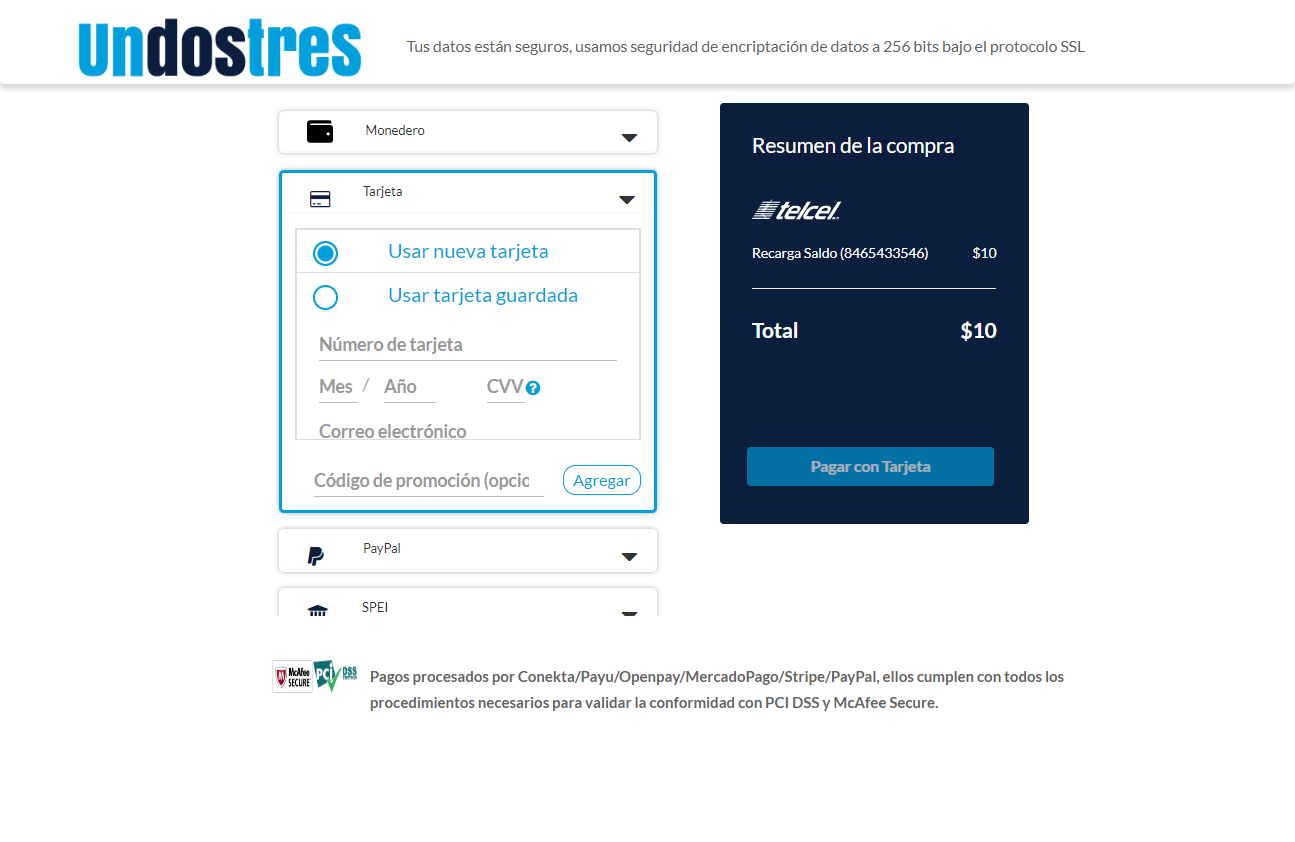 undostres
Tus datos están seguros, usamos seguridad de encriptación de datos a 256 bits bajo el protocolo SSL
Monedero
Tarjeta
Usar nueva tarjeta
Usar tarjeta guardada
Número de tarjeta
Mes / Año CVV ?
Correo electrónico
Código de promoción (opcio
Agregar
PayPal
SPEI
Resumen de la compra
telcel
Recarga Saldo (8465433546) $10
Total $10
Pagar con Tarjeta
McAfee
SECURE
PCI DSS
Pagos procesados por Conekta/Payu/Openpay/MercadoPago/Stripe/PayPal, ellos cumplen con todos los
procedimientos necesarios para validar la conformidad con PCI DSS y McAfee Secure.